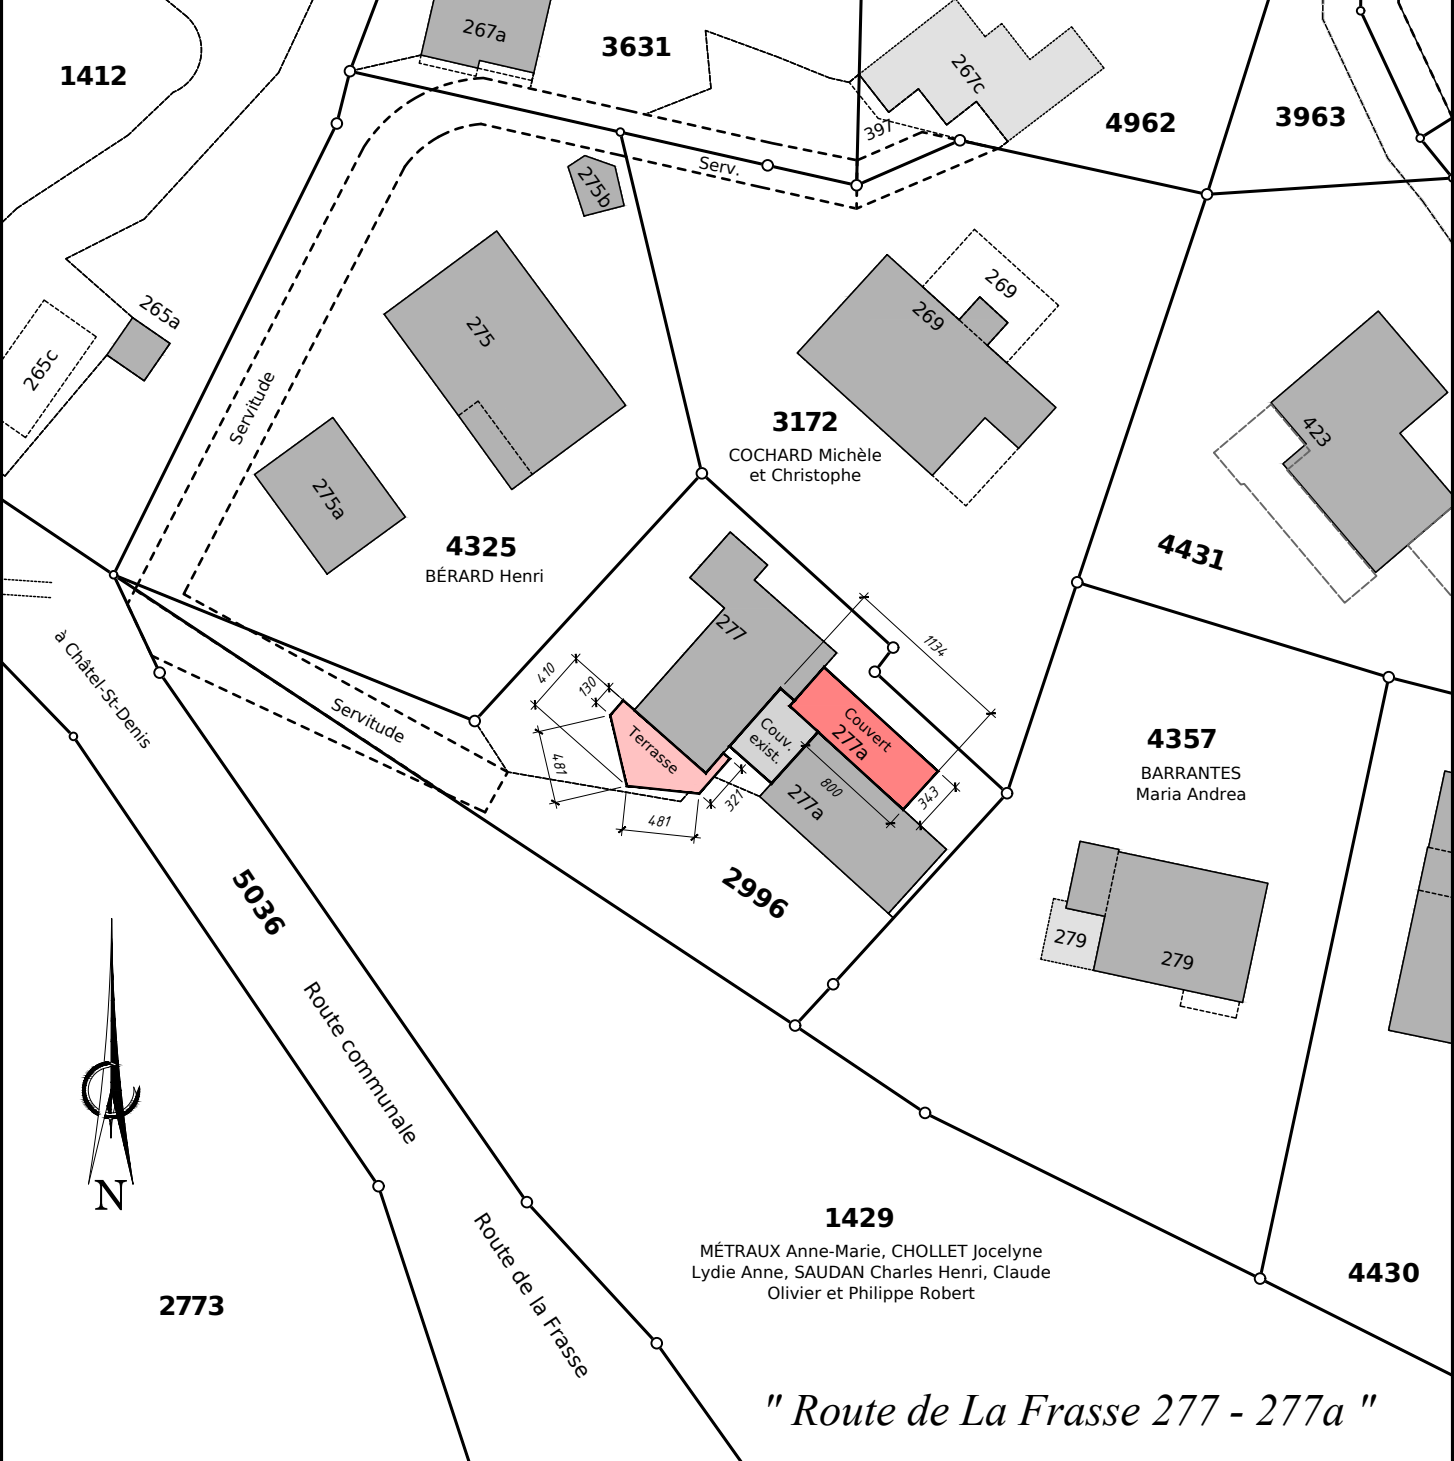 267a
3631
1412
267c
4962
3963
397
Serv.
275b
265a
269
269
275
265c
Servitude
3172
COCHARD Michèle
et Christophe
423
275a
4325
BÉRARD Henri
4431
277
1134
à Châtel-St-Denis
410
130
Servitude
Terrasse
Couv.
exist.
Couvert
277a
4357
BARRANTES
Maria Andrea
481
321
800
343
277a
481
2996
5036
279
279
Route communale
N
1429
MÉTRAUX Anne-Marie, CHOLLET Jocelyne
Lydie Anne, SAUDAN Charles Henri, Claude
Olivier et Philippe Robert
4430
2773
Route de la Frasse
" Route de La Frasse 277 - 277a "